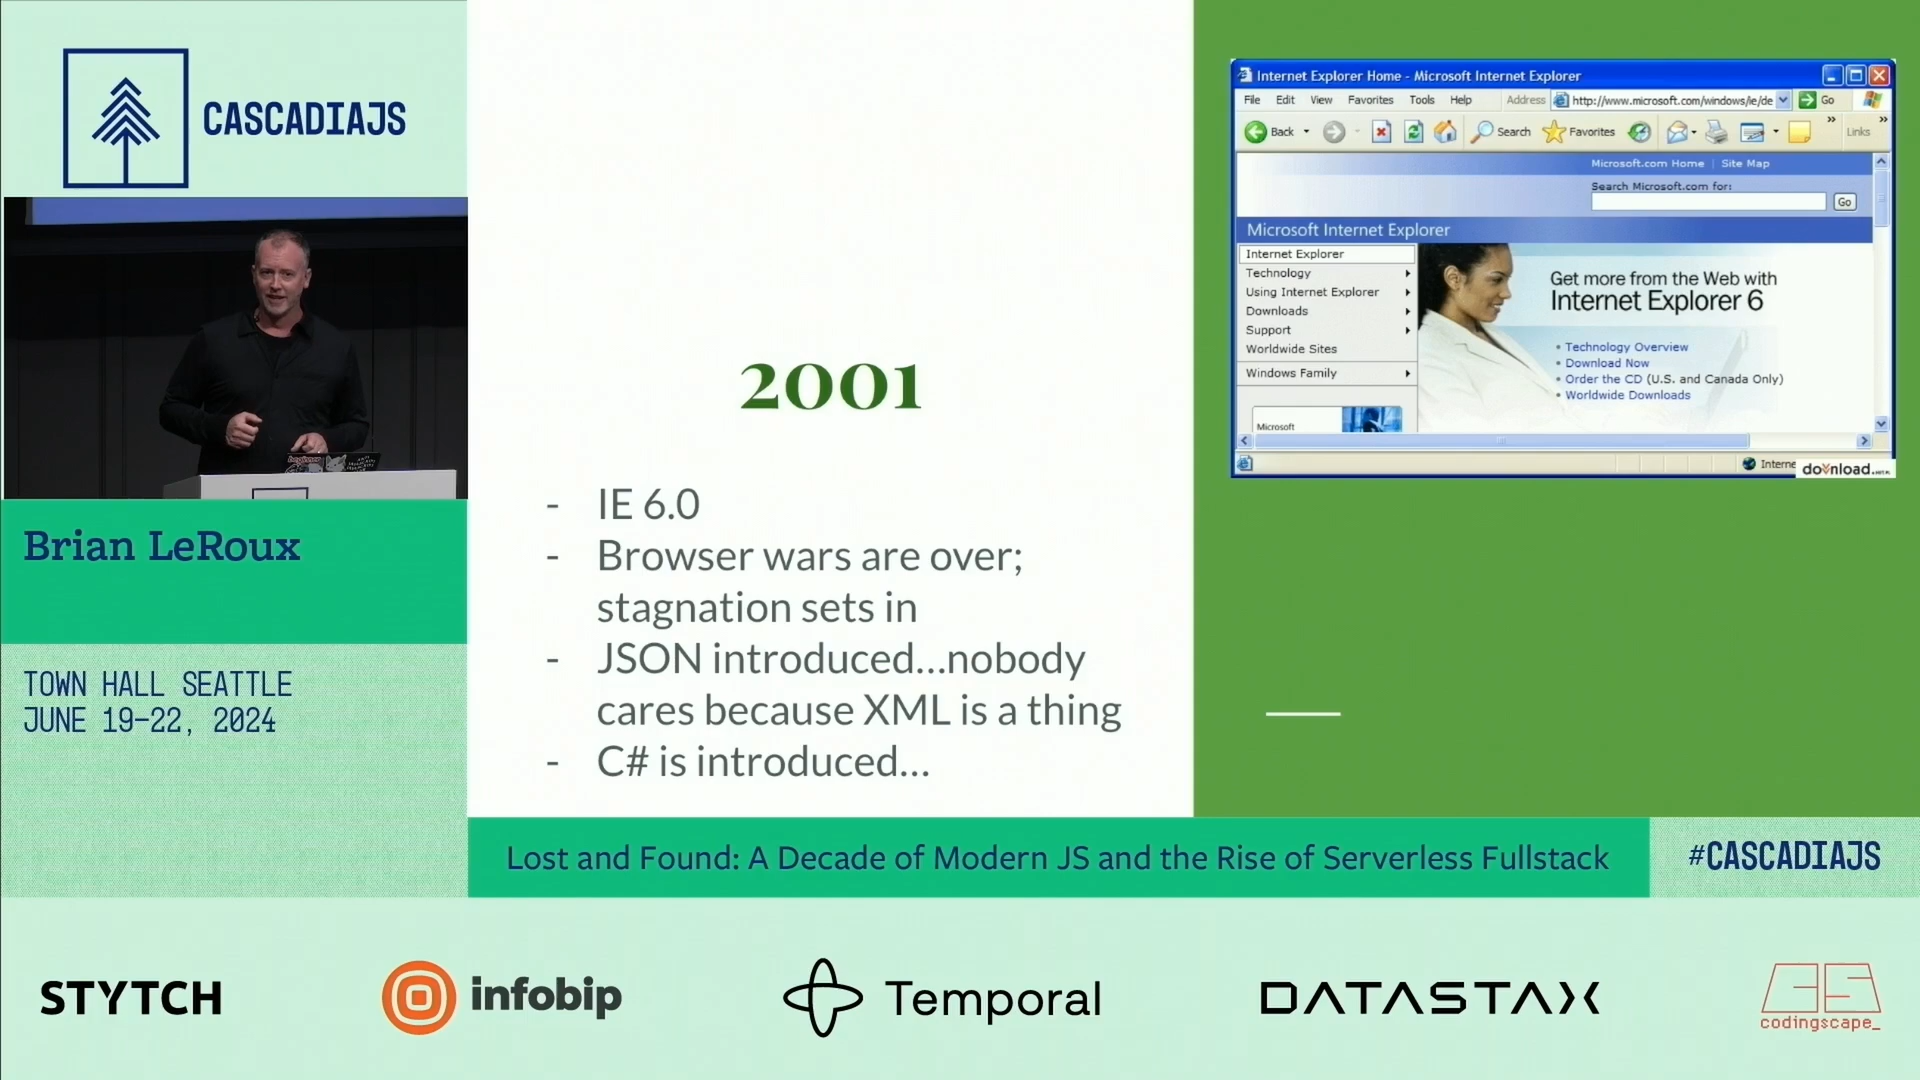 CASCADIAJS
Brian LeRoux
TOWN HALL SEATTLE
JUNE 19-22, 2024
2001
- IE 6.0
- Browser wars are over;
stagnation sets in
- JSON introduced...nobody
cares because XML is a thing
- C# is introduced...
Internet Explorer Home - Microsoft Internet Explorer
File Edit View Favorites Tools Help Address http://www.microsoft.com/windows/ie/de Go
Back Search Favorites Links
Microsoft.com Home | Site Map
Search Microsoft.com for:
Go
Microsoft Internet Explorer
Internet Explorer
Technology
Using Internet Explorer
Downloads
Support
Worldwide Sites
Windows Family
Microsoft
Get more from the Web with
Internet Explorer 6
• Technology Overview
• Download Now
• Order the CD (U.S. and Canada Only)
• Worldwide Downloads
Interne
download
Lost and Found: A Decade of Modern JS and the Rise of Serverless Fullstack
#CASCADIAJS
STYTCH
infobip
Temporal
DATASTAX
codingscape_